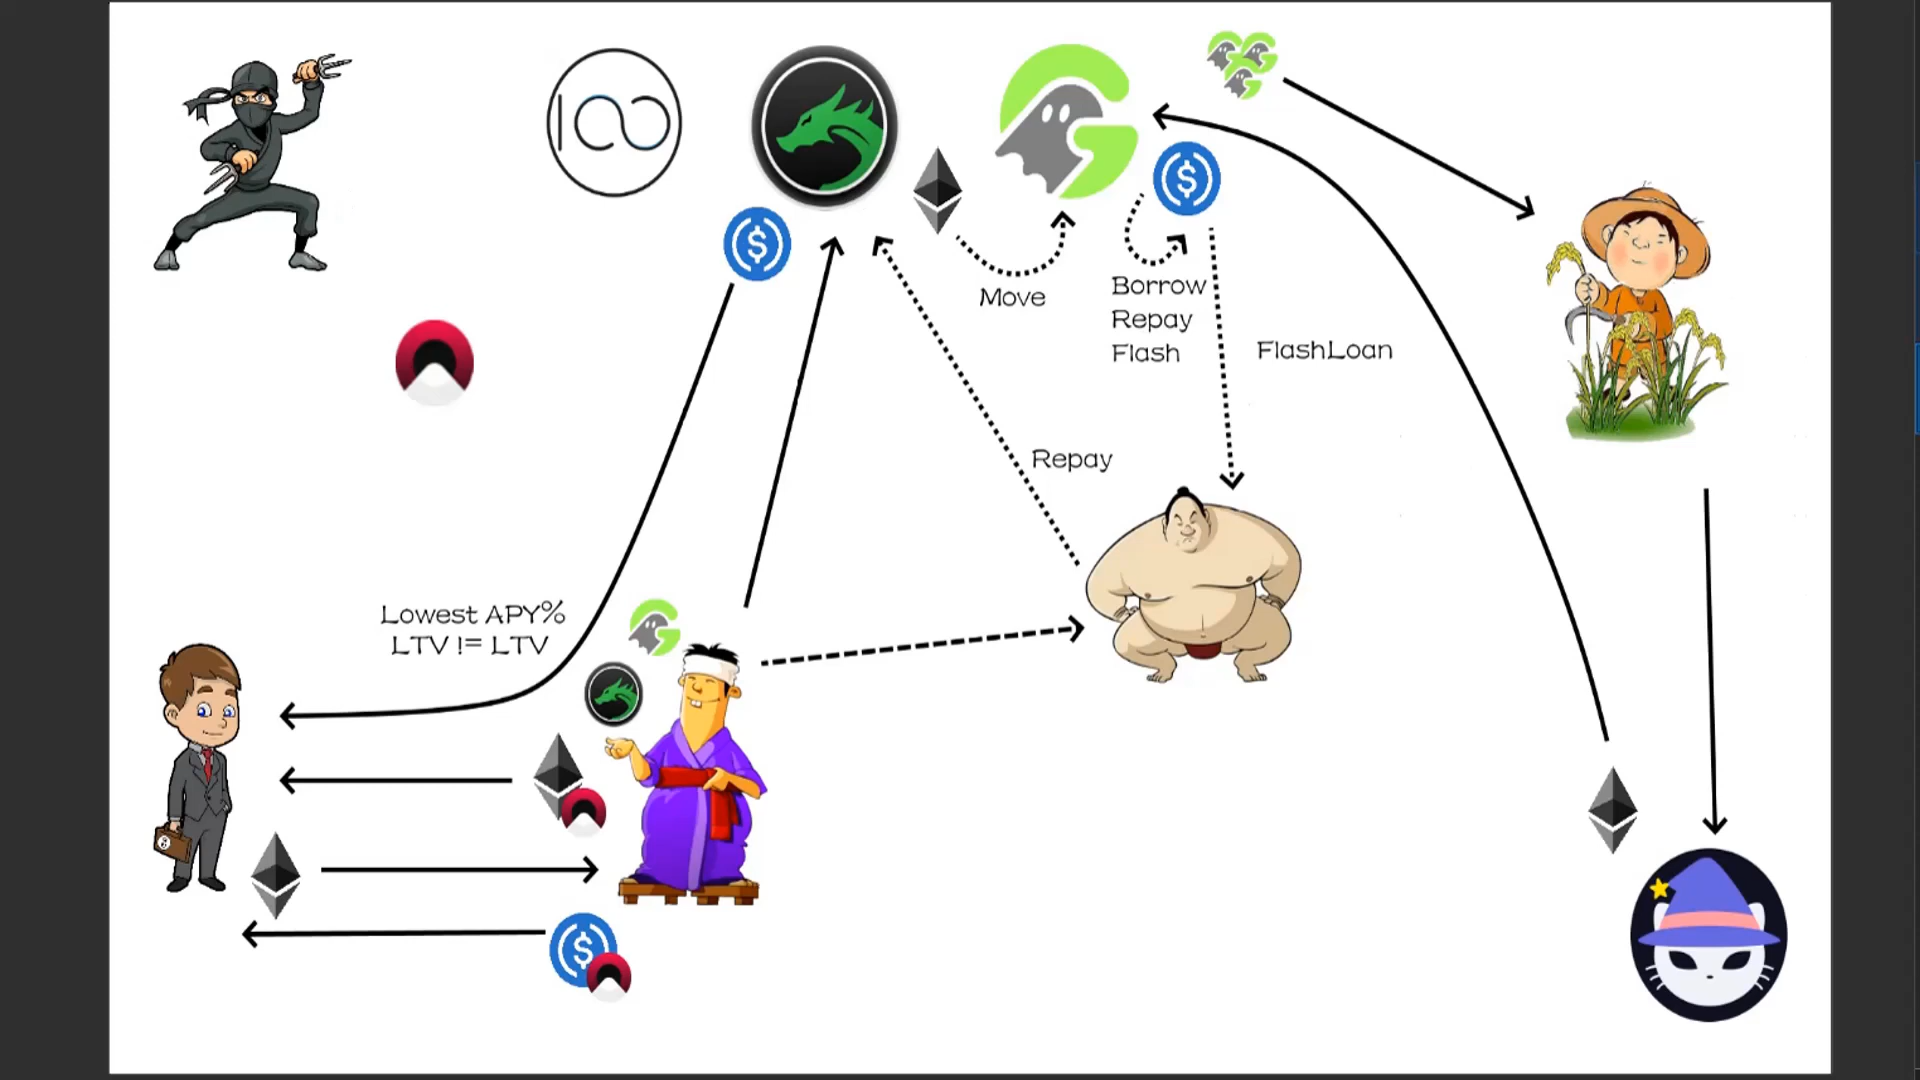 Move
Borrow
Repay
Flash
FlashLoan
Repay
Lowest APY%
LTV != LTV